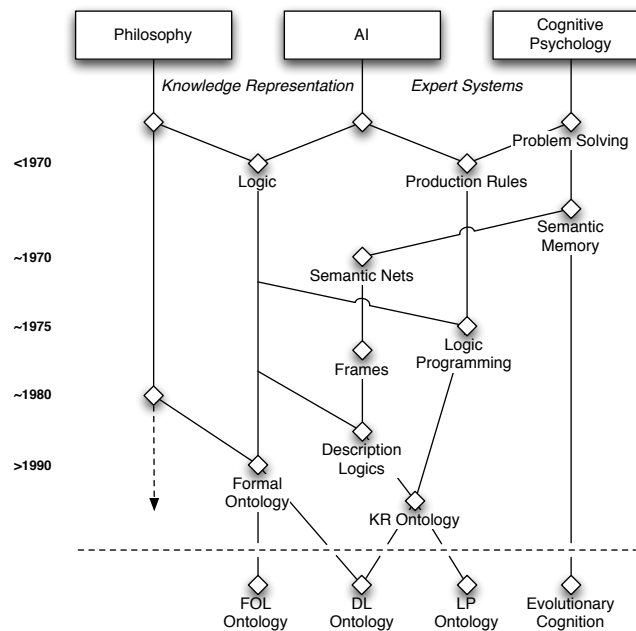 Philosophy
AI
Cognitive
Psychology
Knowledge Representation
Expert Systems
Problem Solving
<1970
Logic
Production Rules
Semantic
Memory
~1970
Semantic Nets
~1975
Logic
Programming
Frames
~1980
Description
Logics
>1990
Formal
Ontology
KR Ontology
FOL
Ontology
DL
Ontology
LP
Ontology
Evolutionary
Cognition